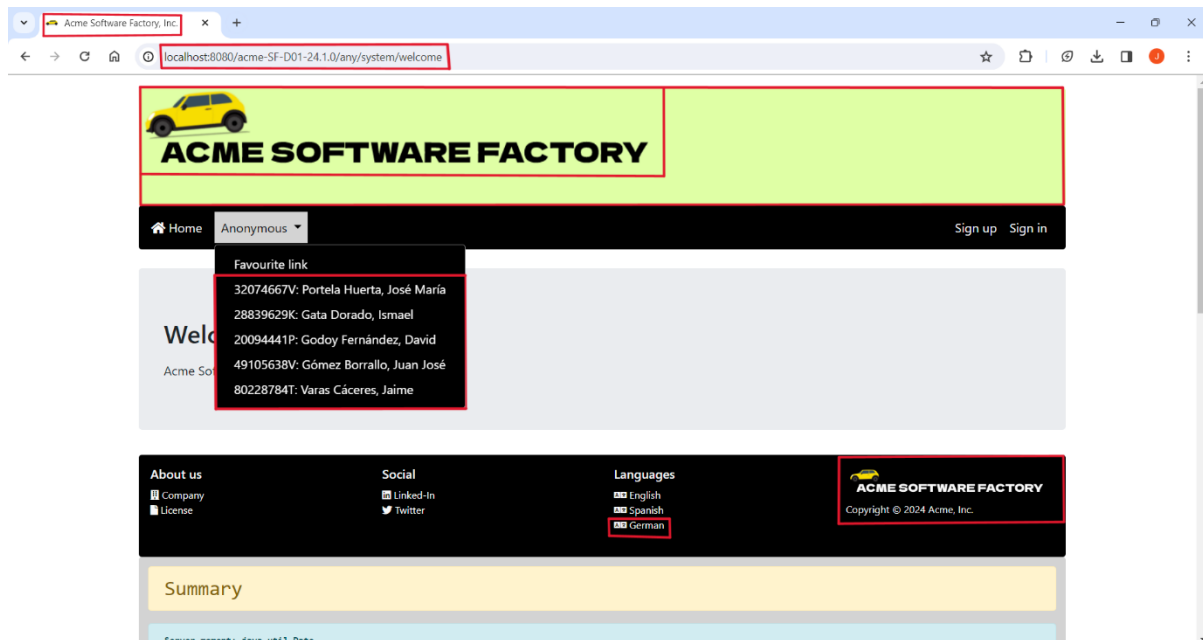 Acme Software Factory, Inc.
localhost:8080/acme-SF-D01-24.1.0/any/system/welcome
ACME SOFTWARE FACTORY
Home Anonymous Sign up Sign in
Favourite link
32074667V: Portela Huerta, José María
28839629K: Gata Dorado, Ismael
Welc
20094441P: Godoy Fernández, David
49105638V: Gómez Borrallo, Juan José
Acme Sof
80228784T: Varas Cáceres, Jaime
About us
Company
License
Social
Linked-In
Twitter
Languages
English
Spanish
German
ACME SOFTWARE FACTORY
Copyright © 2024 Acme, Inc.
Summary